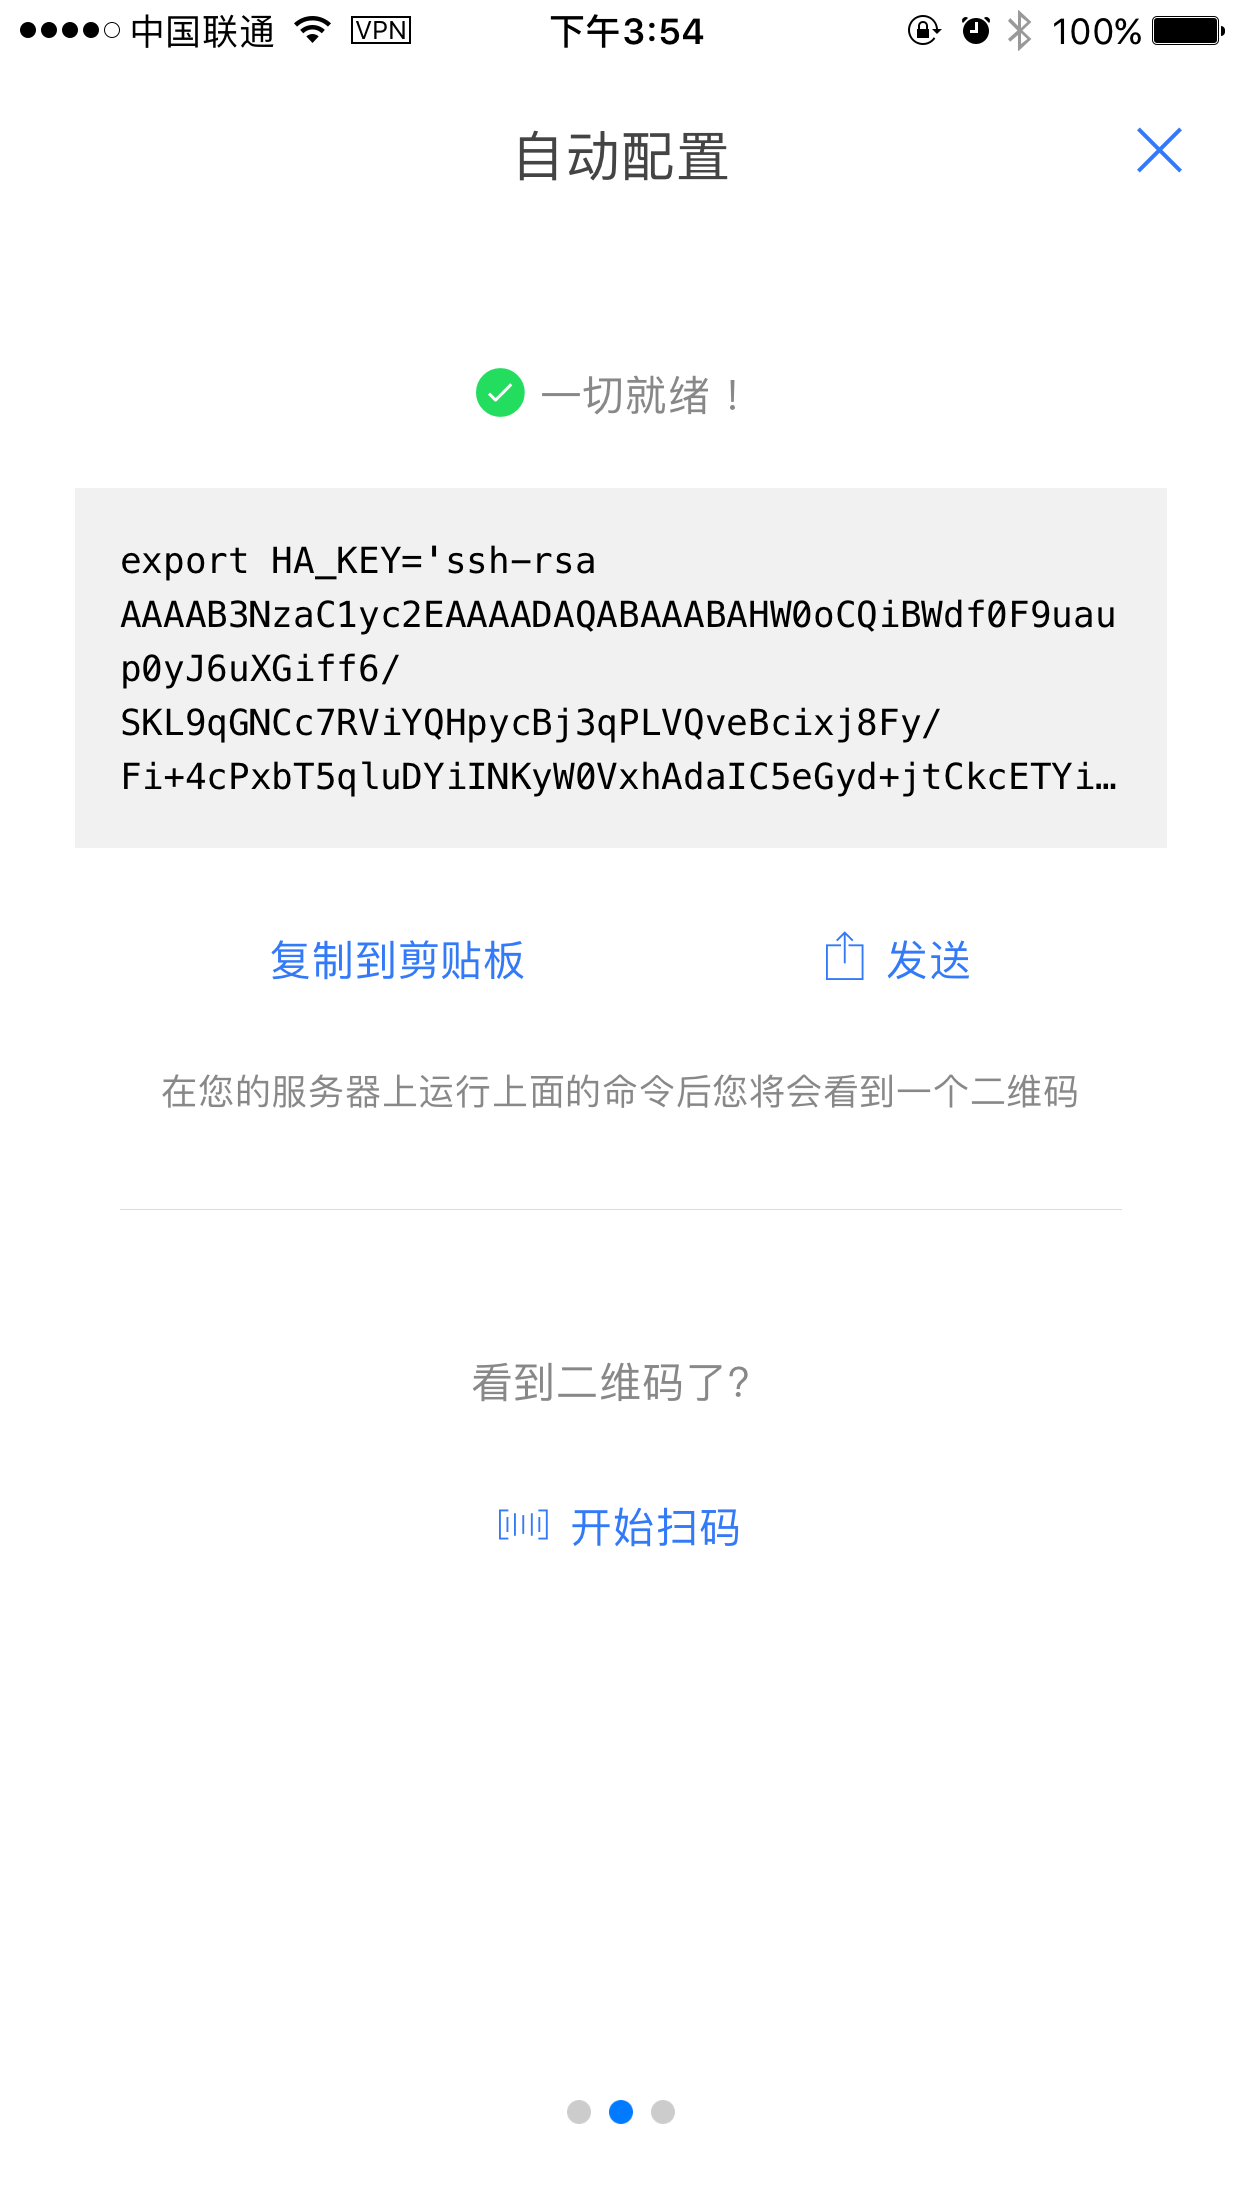 中国联通 VPN 下午3:54 100%
自动配置
一切就绪！
export HA_KEY='ssh-rsa
AAAAB3NzaC1yc2EAAAADAQABAAABAHW0oCQiBWdf0F9uau
p0yJ6uXGiff6/
SKL9qGNCc7RViYQHpycBj3qPLVQveBcixj8Fy/
Fi+4cPxbT5qluDYiINKyW0VxhAdaIC5eGyd+jtCkcETYi…
复制到剪贴板 发送
在您的服务器上运行上面的命令后您将会看到一个二维码
看到二维码了?
开始扫码